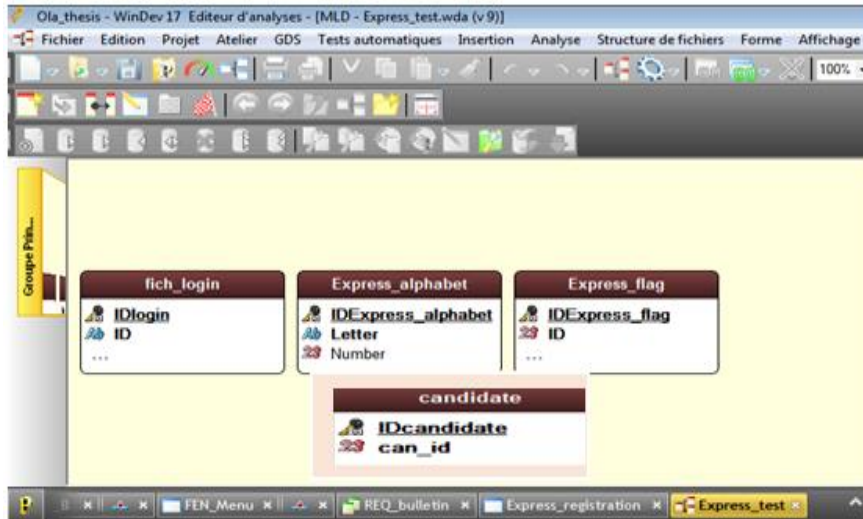 Ola_thesis - WinDev 17 Editeur d'analyses - [MLD - Express_test.wda (v 9)]
Fichier Edition Projet Atelier GDS Tests automatiques Insertion Analyse Structure de fichiers Forme Affichage
100%
Groupe Prin...
fich_login
IDlogin
ID
...
Express_alphabet
IDExpress_alphabet
Letter
Number
Express_flag
IDExpress_flag
ID
...
candidate
IDcandidate
can_id
FEN_Menu REQ_bulletin Express_registration Express_test